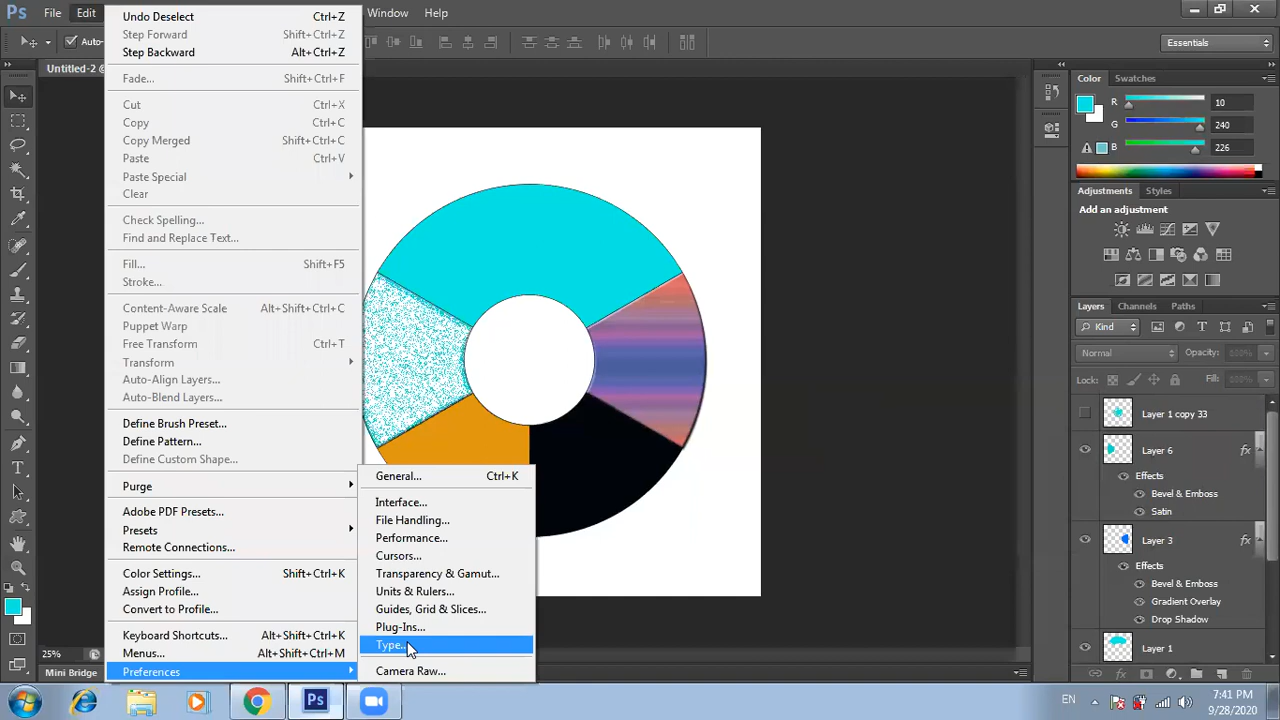 Ps File Edit Window Help
Auto-
Essentials
Untitled-2 @
Undo Deselect Ctrl+Z
Step Forward Shift+Ctrl+Z
Step Backward Alt+Ctrl+Z
Fade... Shift+Ctrl+F
Cut Ctrl+X
Copy Ctrl+C
Copy Merged Shift+Ctrl+C
Paste Ctrl+V
Paste Special
Clear
Check Spelling...
Find and Replace Text...
Fill... Shift+F5
Stroke...
Content-Aware Scale Alt+Shift+Ctrl+C
Puppet Warp
Free Transform Ctrl+T
Transform
Auto-Align Layers...
Auto-Blend Layers...
Define Brush Preset...
Define Pattern...
Define Custom Shape...
Purge
Adobe PDF Presets...
Presets
Remote Connections...
Color Settings... Shift+Ctrl+K
Assign Profile...
Convert to Profile...
Keyboard Shortcuts... Alt+Shift+Ctrl+K
Menus... Alt+Shift+Ctrl+M
Preferences
General... Ctrl+K
Interface...
File Handling...
Performance...
Cursors...
Transparency & Gamut...
Units & Rulers...
Guides, Grid & Slices...
Plug-Ins...
Type...
Camera Raw...
Color Swatches
R 10
G 240
B 226
Adjustments Styles
Add an adjustment
Layers Channels Paths
Kind
Normal Opacity:
Lock: Fill:
Layer 1 copy 33
Layer 6 fx
Effects
Bevel & Emboss
Satin
Layer 3 fx
Effects
Bevel & Emboss
Gradient Overlay
Drop Shadow
Layer 1
25%
Mini Bridge
Ps
EN 7:41 PM
9/28/2020